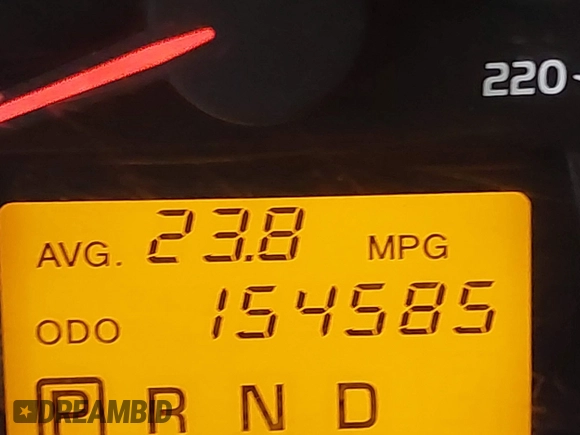 220
AVG. 23.8 MPG
ODO 154585
P R N D
DREAMBID